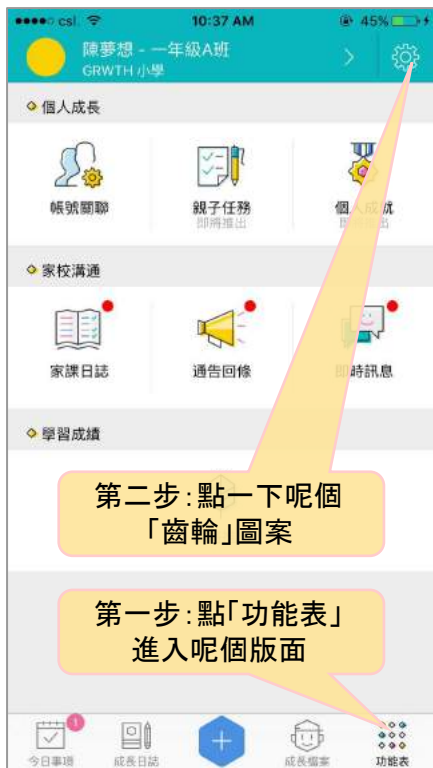 csl.
10:37 AM
45%
陳夢想 - 一年級A班
GRWTH 小學
個人成長
帳號關聯
親子任務
即將推出
個人成就
即將推出
家校溝通
家課日誌
通告回條
即時訊息
學習成績
第二步：點一下呢個
「齒輪」圖案
第一步：點「功能表」
進入呢個版面
1
今日事項
成長日誌
成長檔案
功能表